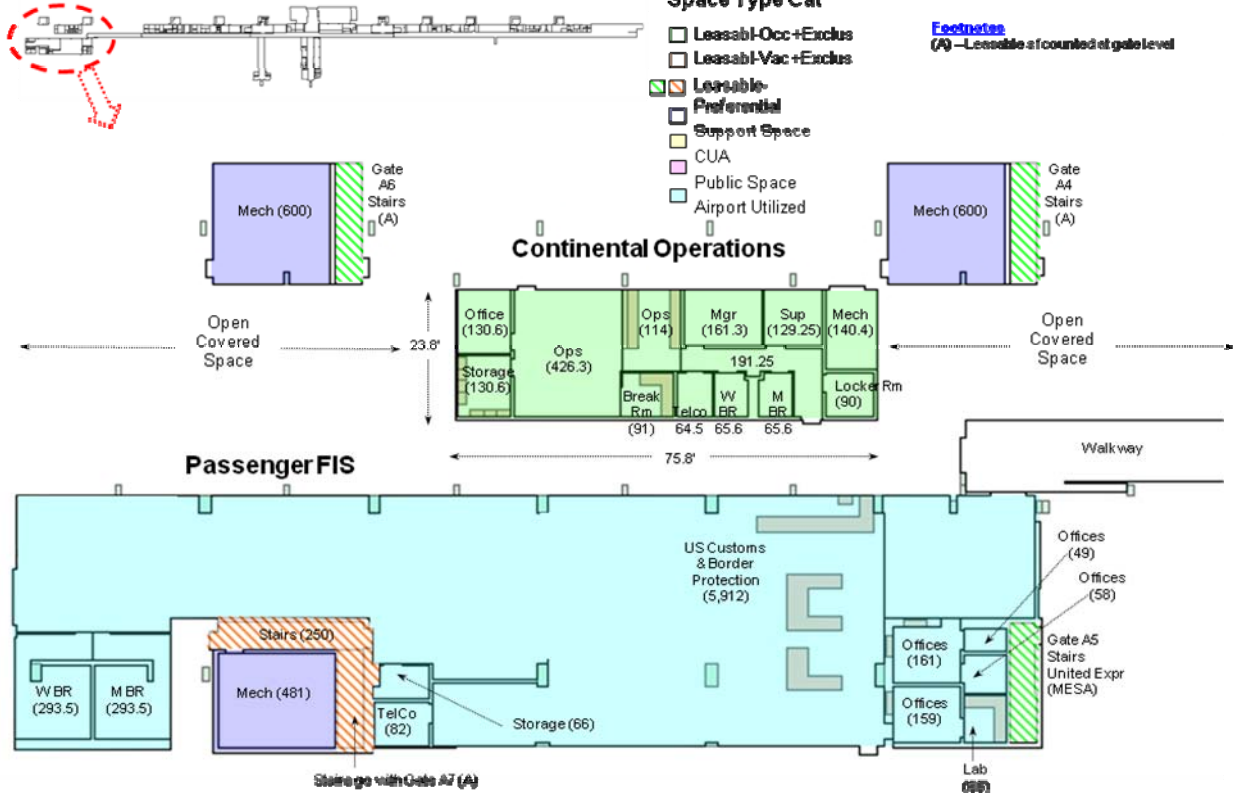 Space Type Cat
Leasabl-Occ+Exclus
Leasabl-Vac+Exclus
Leasable-
Preferential
Support Space
CUA
Public Space
Airport Utilized
Footnotes
(A) –Leasable sf counted at gate level
Gate
A6
Stairs
(A)
Mech (600)
Gate
A4
Stairs
(A)
Mech (600)
Continental Operations
Open
Covered
Space
23.8'
Office
(130.6)
Storage
(130.6)
Ops
(426.3)
Ops
(114)
Mgr
(161.3)
Sup
(129.25)
Mech
(140.4)
191.25
Break
Rm
(91)
Telco
64.5
W
BR
65.6
M
BR
65.6
Locker Rm
(90)
Open
Covered
Space
75.8'
Walkway
Passenger FIS
US Customs
& Border
Protection
(5,912)
Offices
(49)
Offices
(58)
Stairs (250)
Mech (481)
W BR
(293.5)
M BR
(293.5)
TelCo
(82)
Storage (66)
Offices
(161)
Offices
(159)
Gate A5
Stairs
United Expr
(MESA)
Stairs go with Gate A7 (A)
Lab